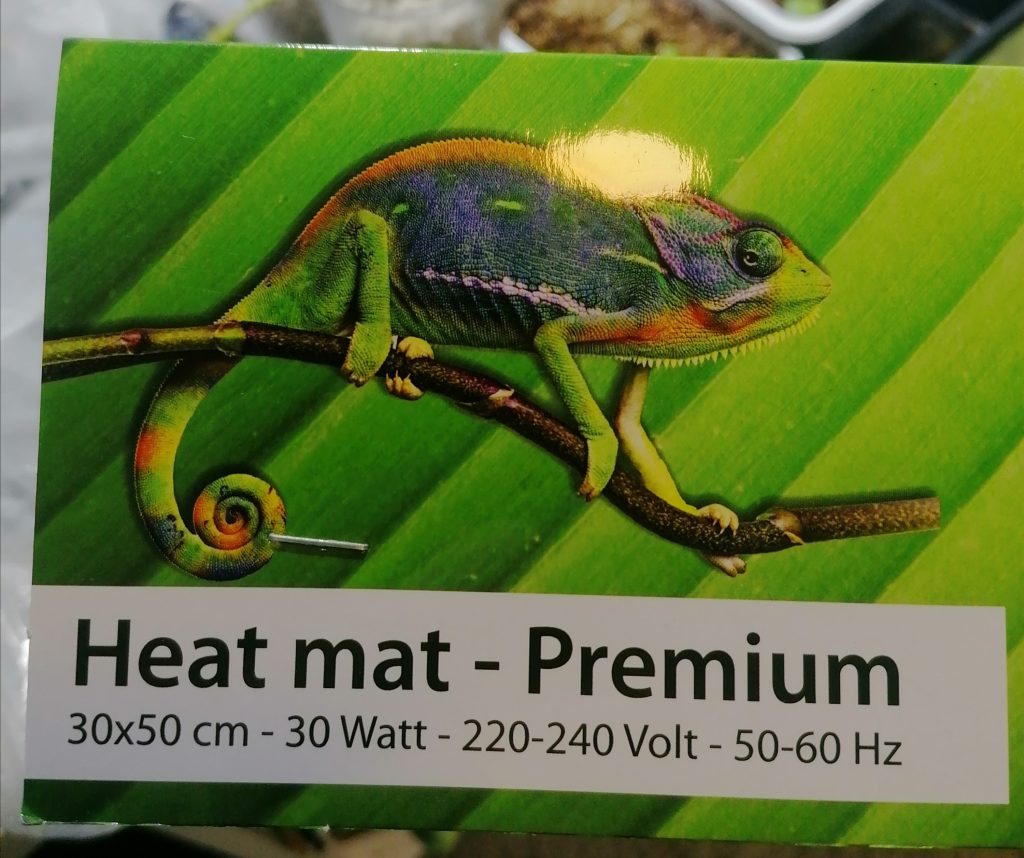 Heat mat - Premium
30x50 cm - 30 Watt - 220-240 Volt - 50-60 Hz